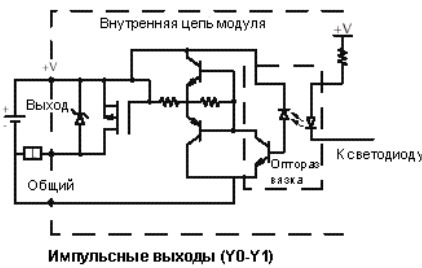 Внутренняя цепь модуля
+V
+V
+
Выход
-
Оптораз
вязка
К светодиоду
Общий
Импульсные выходы (Y0-Y1)